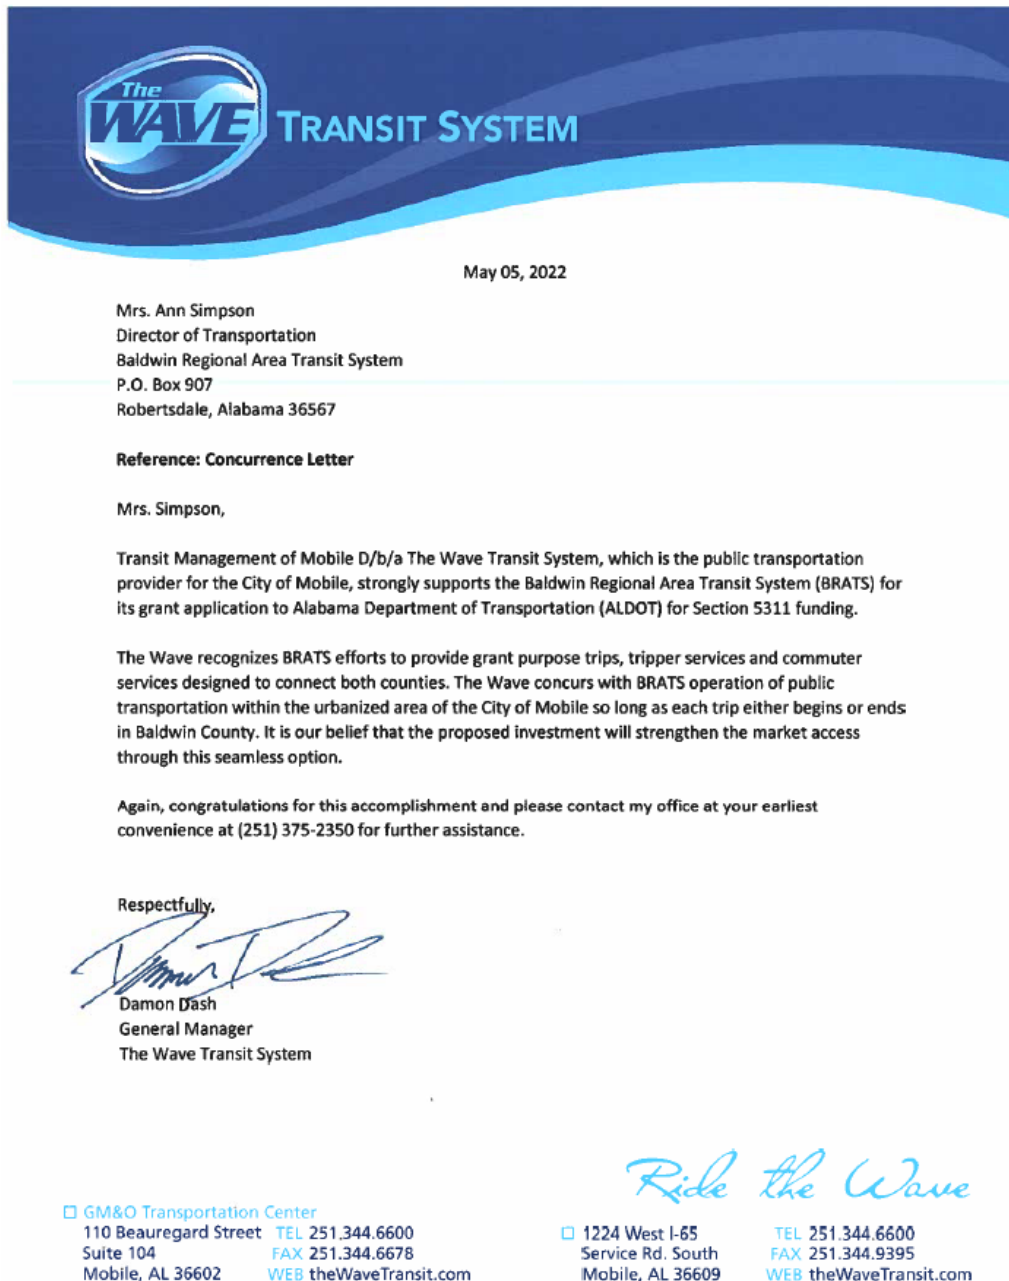 The
WAVE TRANSIT SYSTEM
May 05, 2022
Mrs. Ann Simpson
Director of Transportation
Baldwin Regional Area Transit System
P.O. Box 907
Robertsdale, Alabama 36567
Reference: Concurrence Letter
Mrs. Simpson,
Transit Management of Mobile D/b/a The Wave Transit System, which is the public transportation
provider for the City of Mobile, strongly supports the Baldwin Regional Area Transit System (BRATS) for
its grant application to Alabama Department of Transportation (ALDOT) for Section 5311 funding.
The Wave recognizes BRATS efforts to provide grant purpose trips, tripper services and commuter
services designed to connect both counties. The Wave concurs with BRATS operation of public
transportation within the urbanized area of the City of Mobile so long as each trip either begins or ends
in Baldwin County. It is our belief that the proposed investment will strengthen the market access
through this seamless option.
Again, congratulations for this accomplishment and please contact my office at your earliest
convenience at (251) 375-2350 for further assistance.
Respectfully,
Damon Dash
General Manager
The Wave Transit System
Ride the Wave
GM&O Transportation Center
110 Beauregard Street TEL 251.344.6600
Suite 104 FAX 251.344.6678
Mobile, AL 36602 WEB theWaveTransit.com
1224 West I-65 TEL 251.344.6600
Service Rd. South FAX 251.344.9395
Mobile, AL 36609 WEB theWaveTransit.com